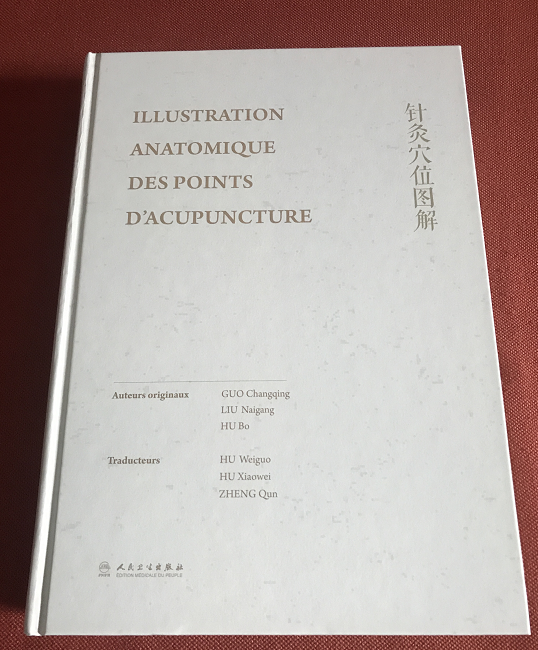 ILLUSTRATION
ANATOMIQUE
DES POINTS
D'ACUPUNCTURE
针灸穴位图解
Auteurs originaux GUO Changqing
LIU Naigang
HU Bo
Traducteurs HU Weiguo
HU Xiaowei
ZHENG Qun
人民卫生出版社
ÉDITION MÉDICALE DU PEUPLE